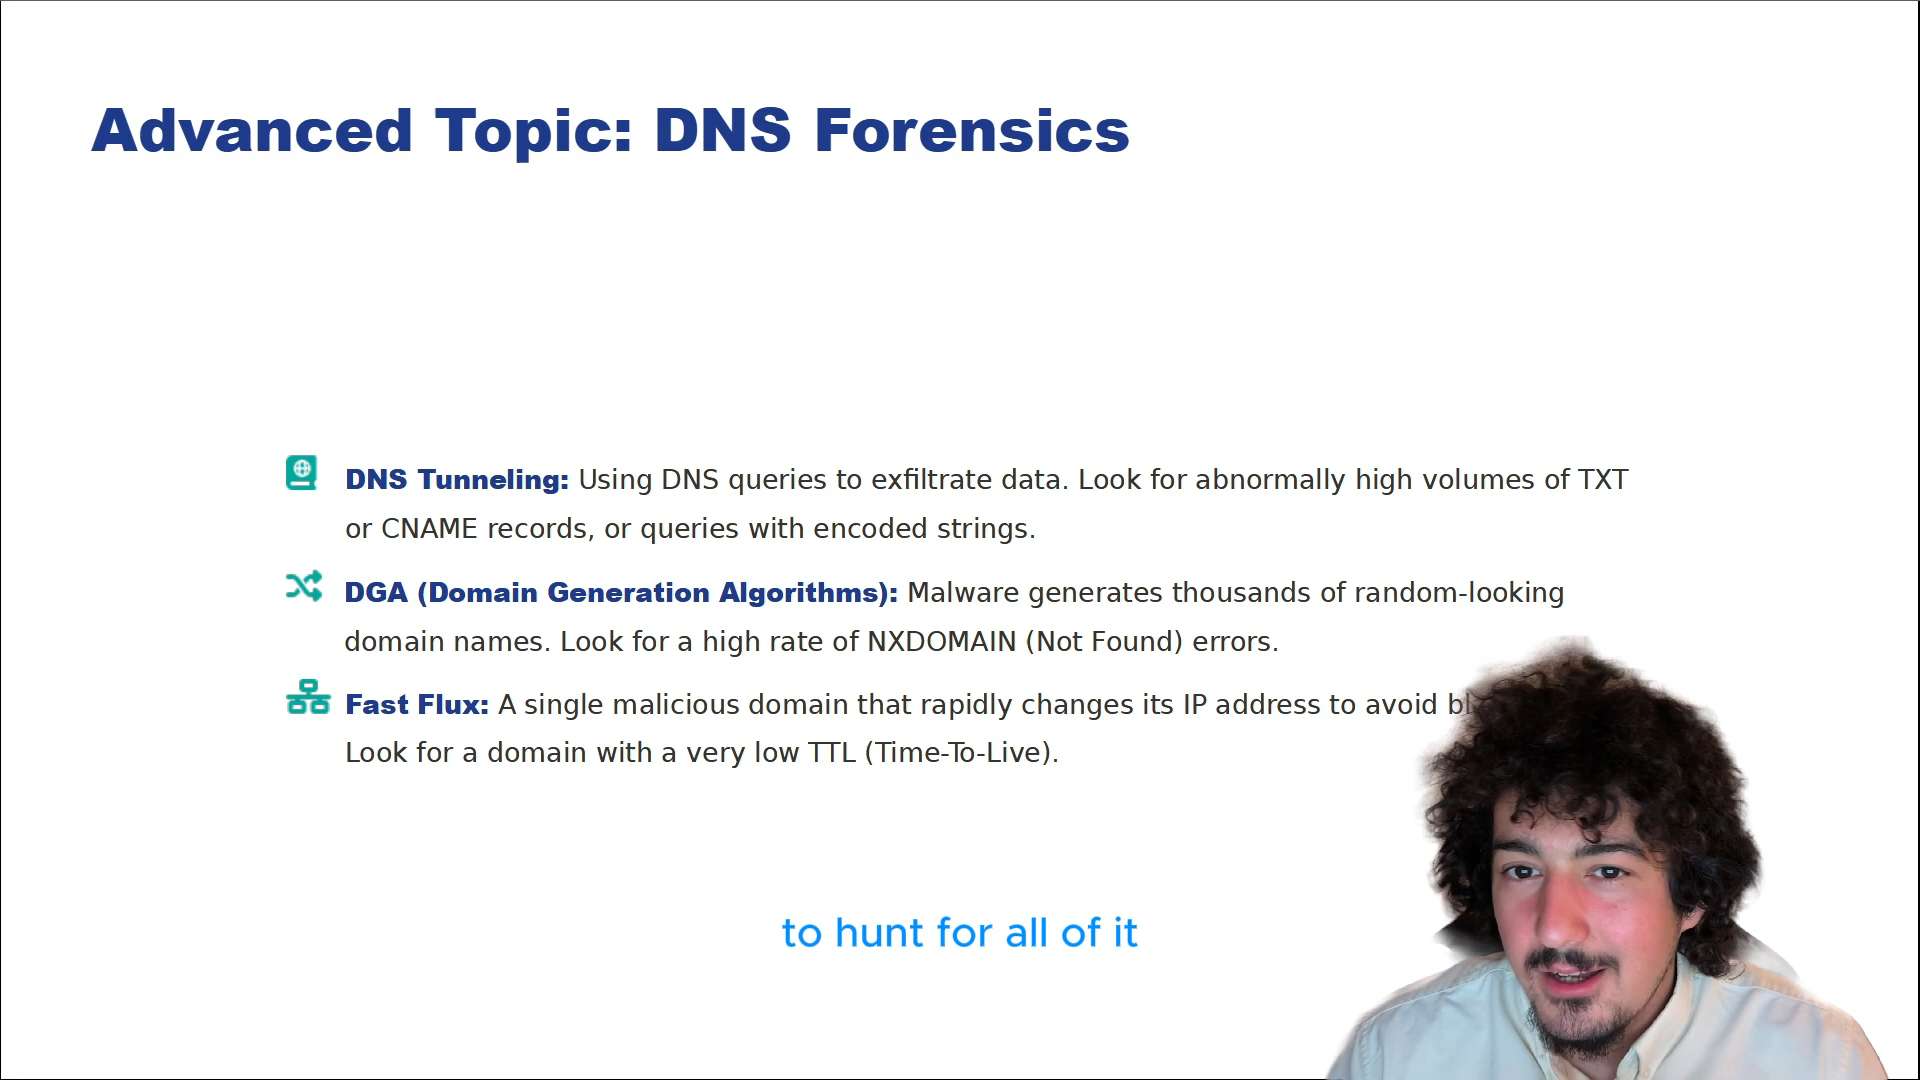 Advanced Topic: DNS Forensics
DNS Tunneling: Using DNS queries to exfiltrate data. Look for abnormally high volumes of TXT
or CNAME records, or queries with encoded strings.
DGA (Domain Generation Algorithms): Malware generates thousands of random-looking
domain names. Look for a high rate of NXDOMAIN (Not Found) errors.
Fast Flux: A single malicious domain that rapidly changes its IP address to avoid
Look for a domain with a very low TTL (Time-To-Live).
to hunt for all of it